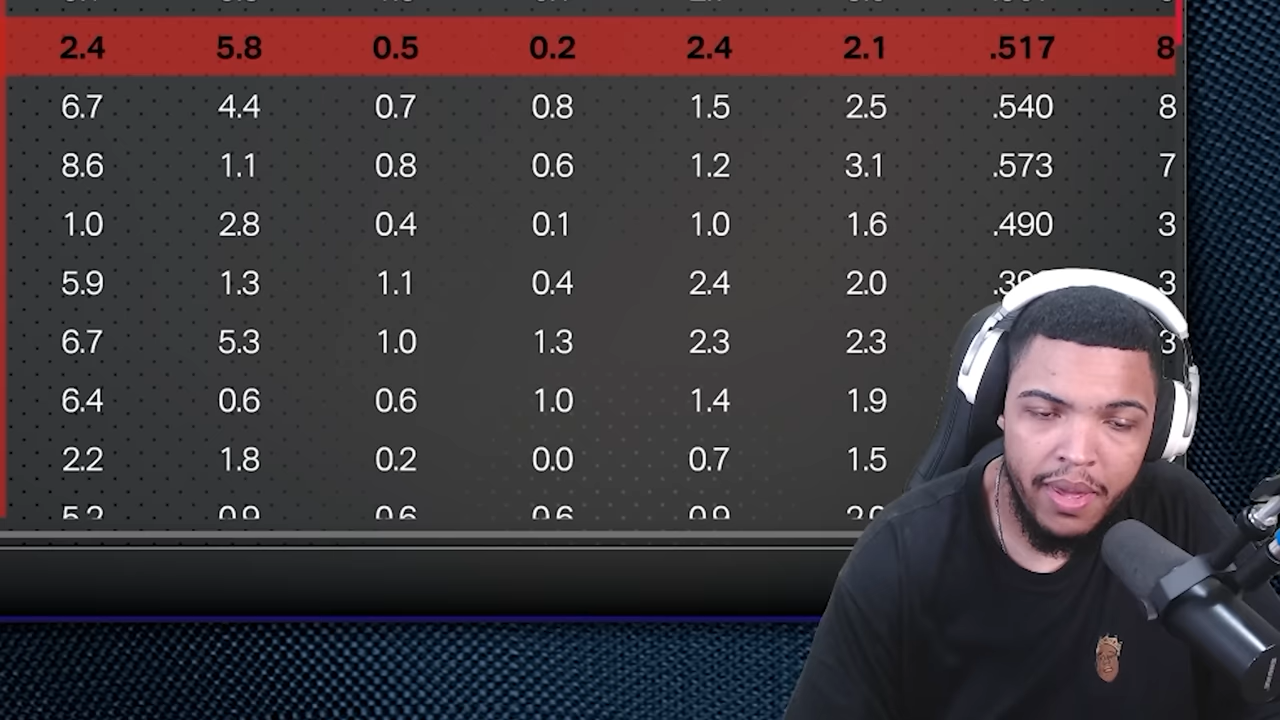 2.4 5.8 0.5 0.2 2.4 2.1 .517 8
6.7 4.4 0.7 0.8 1.5 2.5 .540 8
8.6 1.1 0.8 0.6 1.2 3.1 .573 7
1.0 2.8 0.4 0.1 1.0 1.6 .490 3
5.9 1.3 1.1 0.4 2.4 2.0 3
6.7 5.3 1.0 1.3 2.3 2.3 3
6.4 0.6 0.6 1.0 1.4 1.9
2.2 1.8 0.2 0.0 0.7 1.5